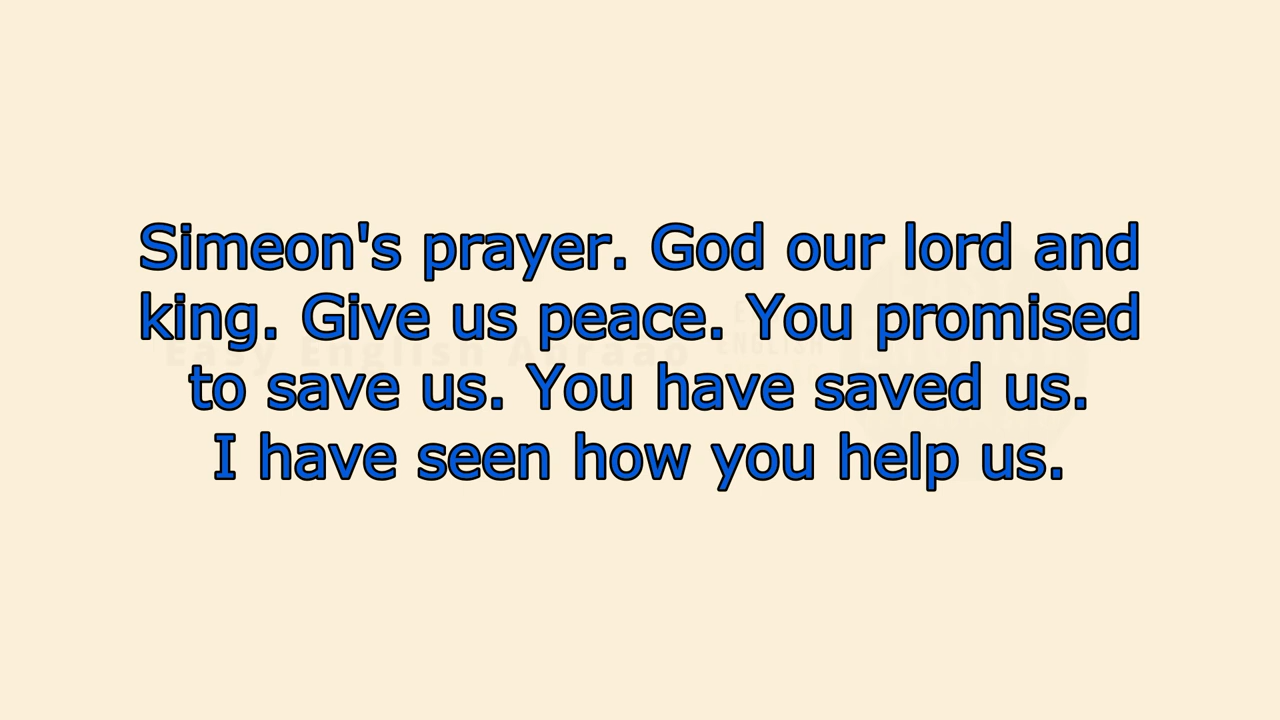 Simeon's prayer. God our lord and
king. Give us peace. You promised
to save us. You have saved us.
I have seen how you help us.